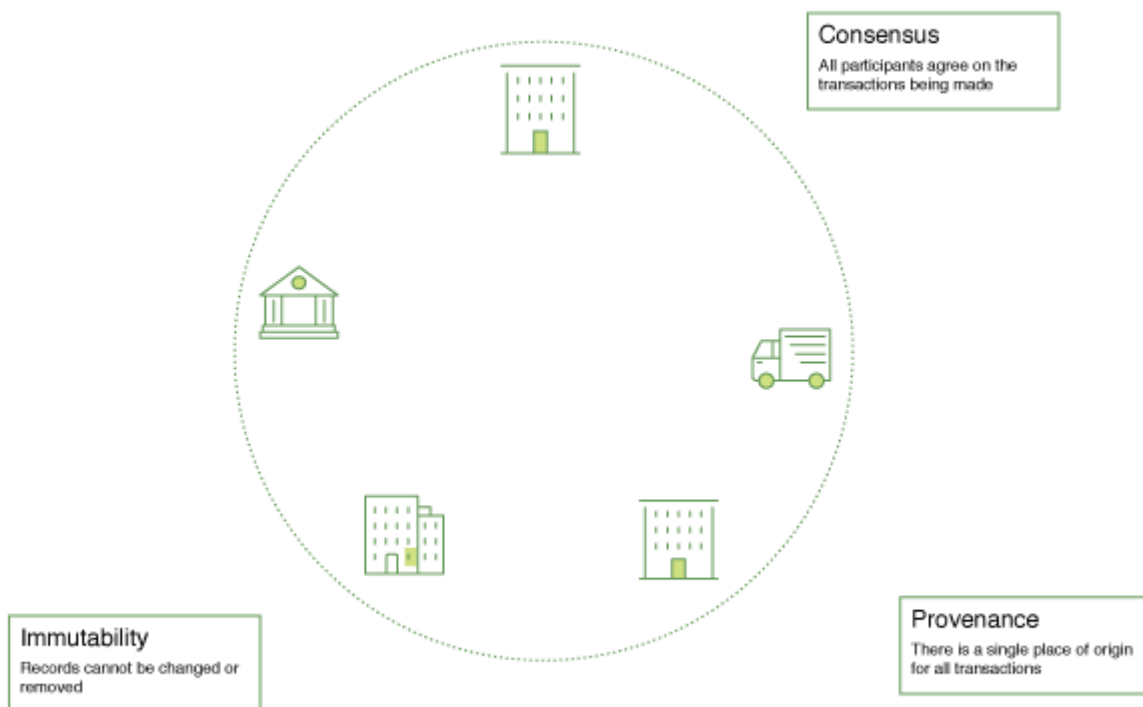 Consensus
All participants agree on the
transactions being made
Immutability
Records cannot be changed or
removed
Provenance
There is a single place of origin
for all transactions